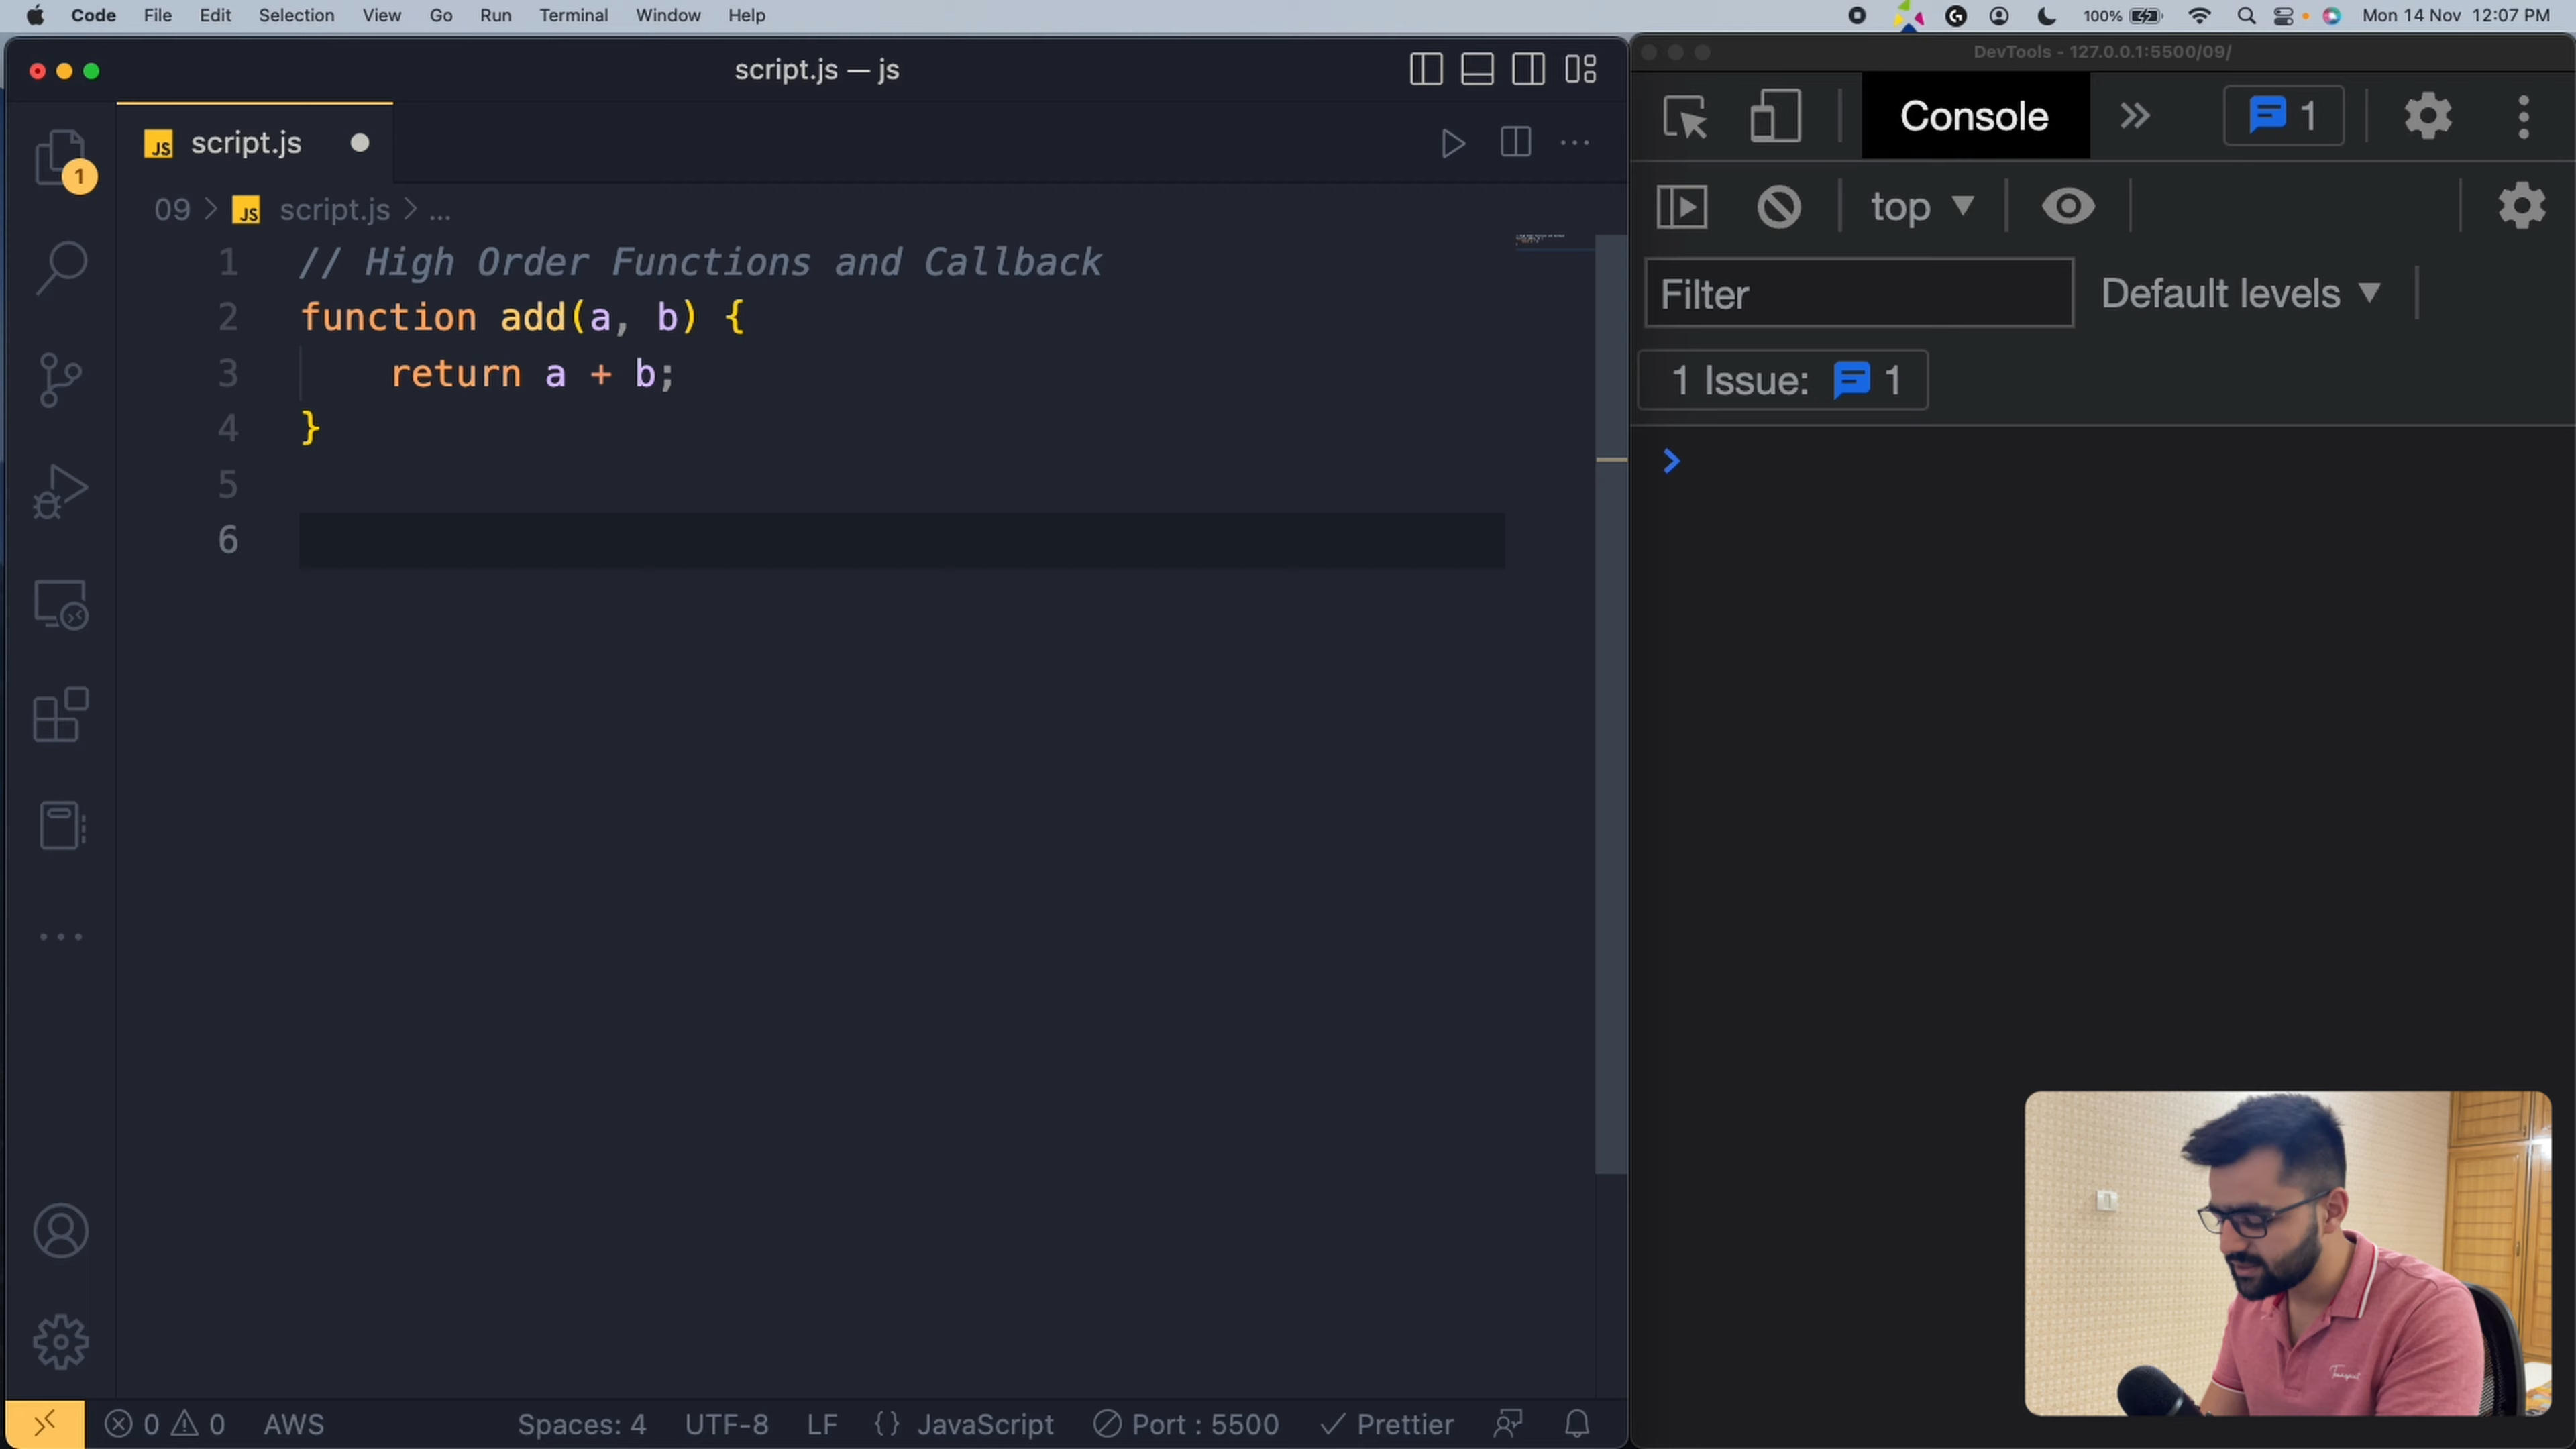 Code File Edit Selection View Go Run Terminal Window Help 100% Mon 14 Nov 12:07 PM
script.js — js
DevTools - 127.0.0.1:5500/09/
JS script.js
Console
1
1
09 > JS script.js > ...
top
1 // High Order Functions and Callback
2 function add(a, b) {
3 return a + b;
4 }
5
6
Filter
Default levels
1 Issue: 1
>
0 0 AWS Spaces: 4 UTF-8 LF {} JavaScript Port : 5500 Prettier